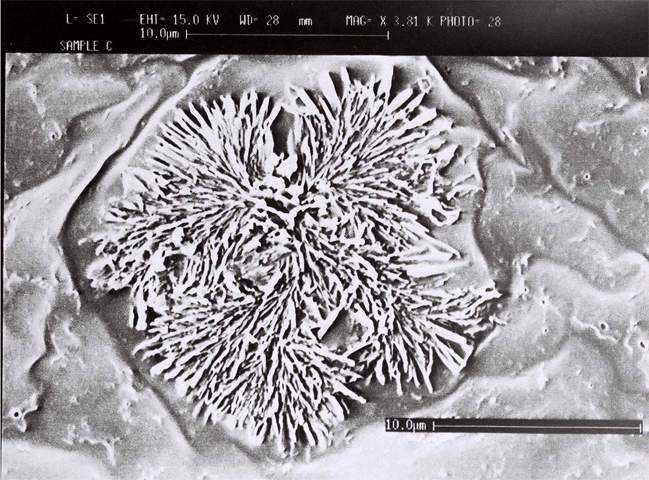 L= SE1 EHT= 15.0 KV WD= 28 mm MAG= X 3.81 K PHOTO= 28
10.0µm
SAMPLE C
10.0µm